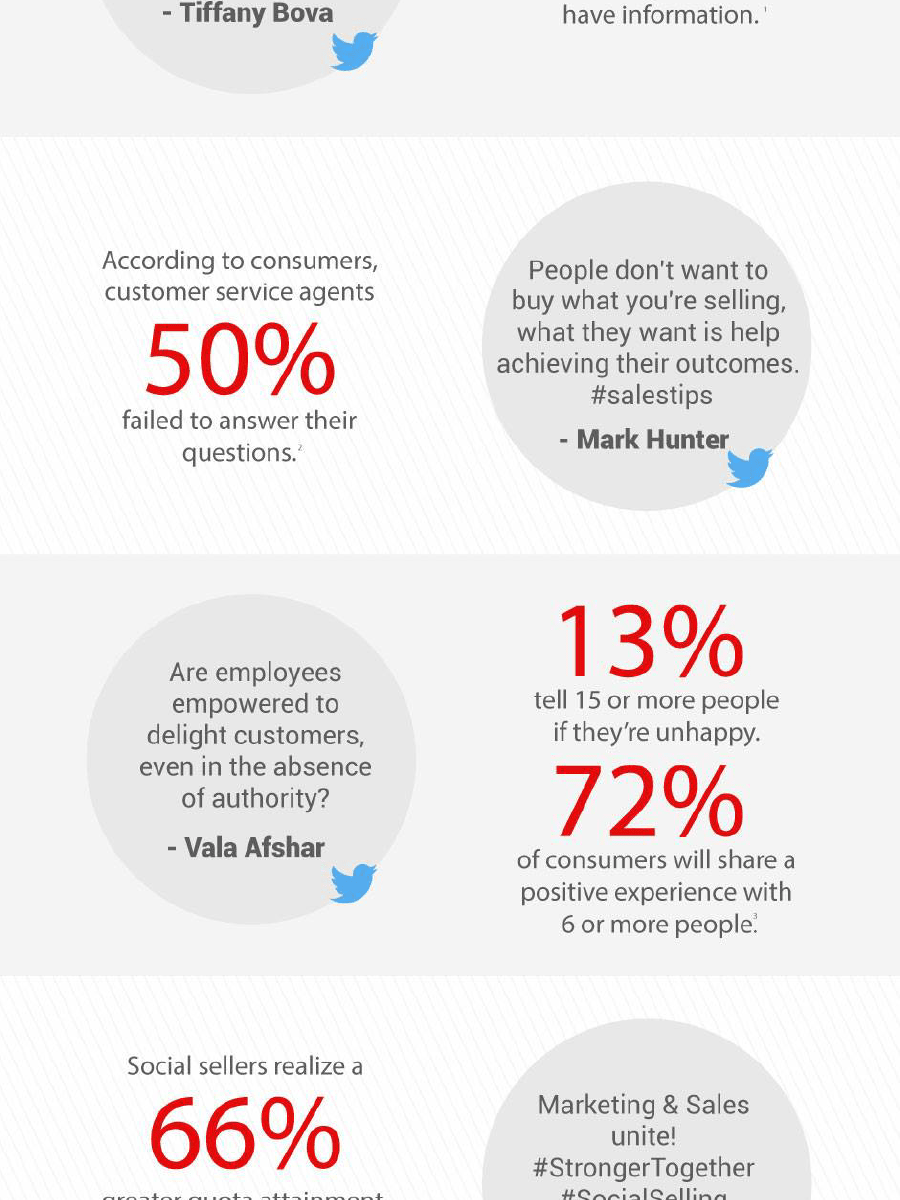 - Tiffany Bova
have information. 1
According to consumers,
customer service agents
50%
failed to answer their
questions.2
People don't want to
buy what you're selling,
what they want is help
achieving their outcomes.
#salestips
- Mark Hunter
Are employees
empowered to
delight customers,
even in the absence
of authority?
- Vala Afshar
13%
tell 15 or more people
if they’re unhappy.
72%
of consumers will share a
positive experience with
6 or more people.3
Social sellers realize a
66%
greater quota attainment
Marketing & Sales
unite!
#StrongerTogether
#SocialSelling